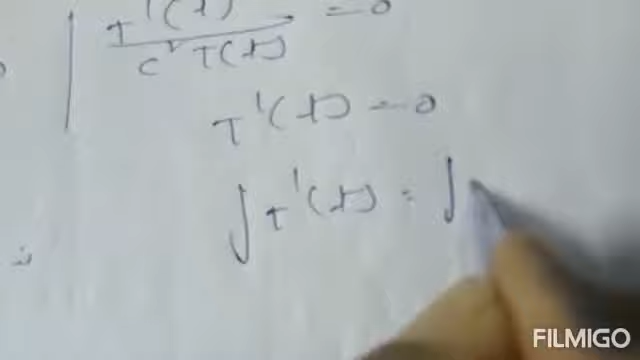 T'(t) / c² T(t) = 0
T'(t) = 0
∫ T'(t) = ∫
FILMIGO